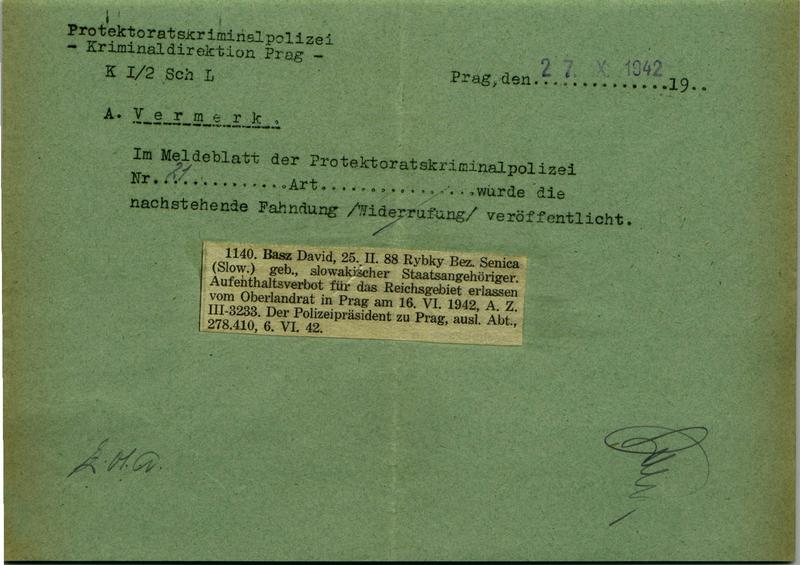 Protektoratskriminalpolizei
- Kriminaldirektion Prag -
K I/2 Sch L
Prag, den 27. X. 1942 19..
A. Vermerk.
Im Meldeblatt der Protektoratskriminalpolizei
Nr. 21 Art. wurde die
nachstehende Fahndung /Widerrufung/ veröffentlicht.
1140. Basz David, 25. II. 88 Rybky Bez. Senica
(Slow.) geb., slowakischer Staatsangehöriger.
Aufenthaltsverbot für das Reichsgebiet erlassen
vom Oberlandrat in Prag am 16. VI. 1942, A. Z.
III-3233. Der Polizeipräsident zu Prag, ausl. Abt.,
278.410, 6. VI. 42.